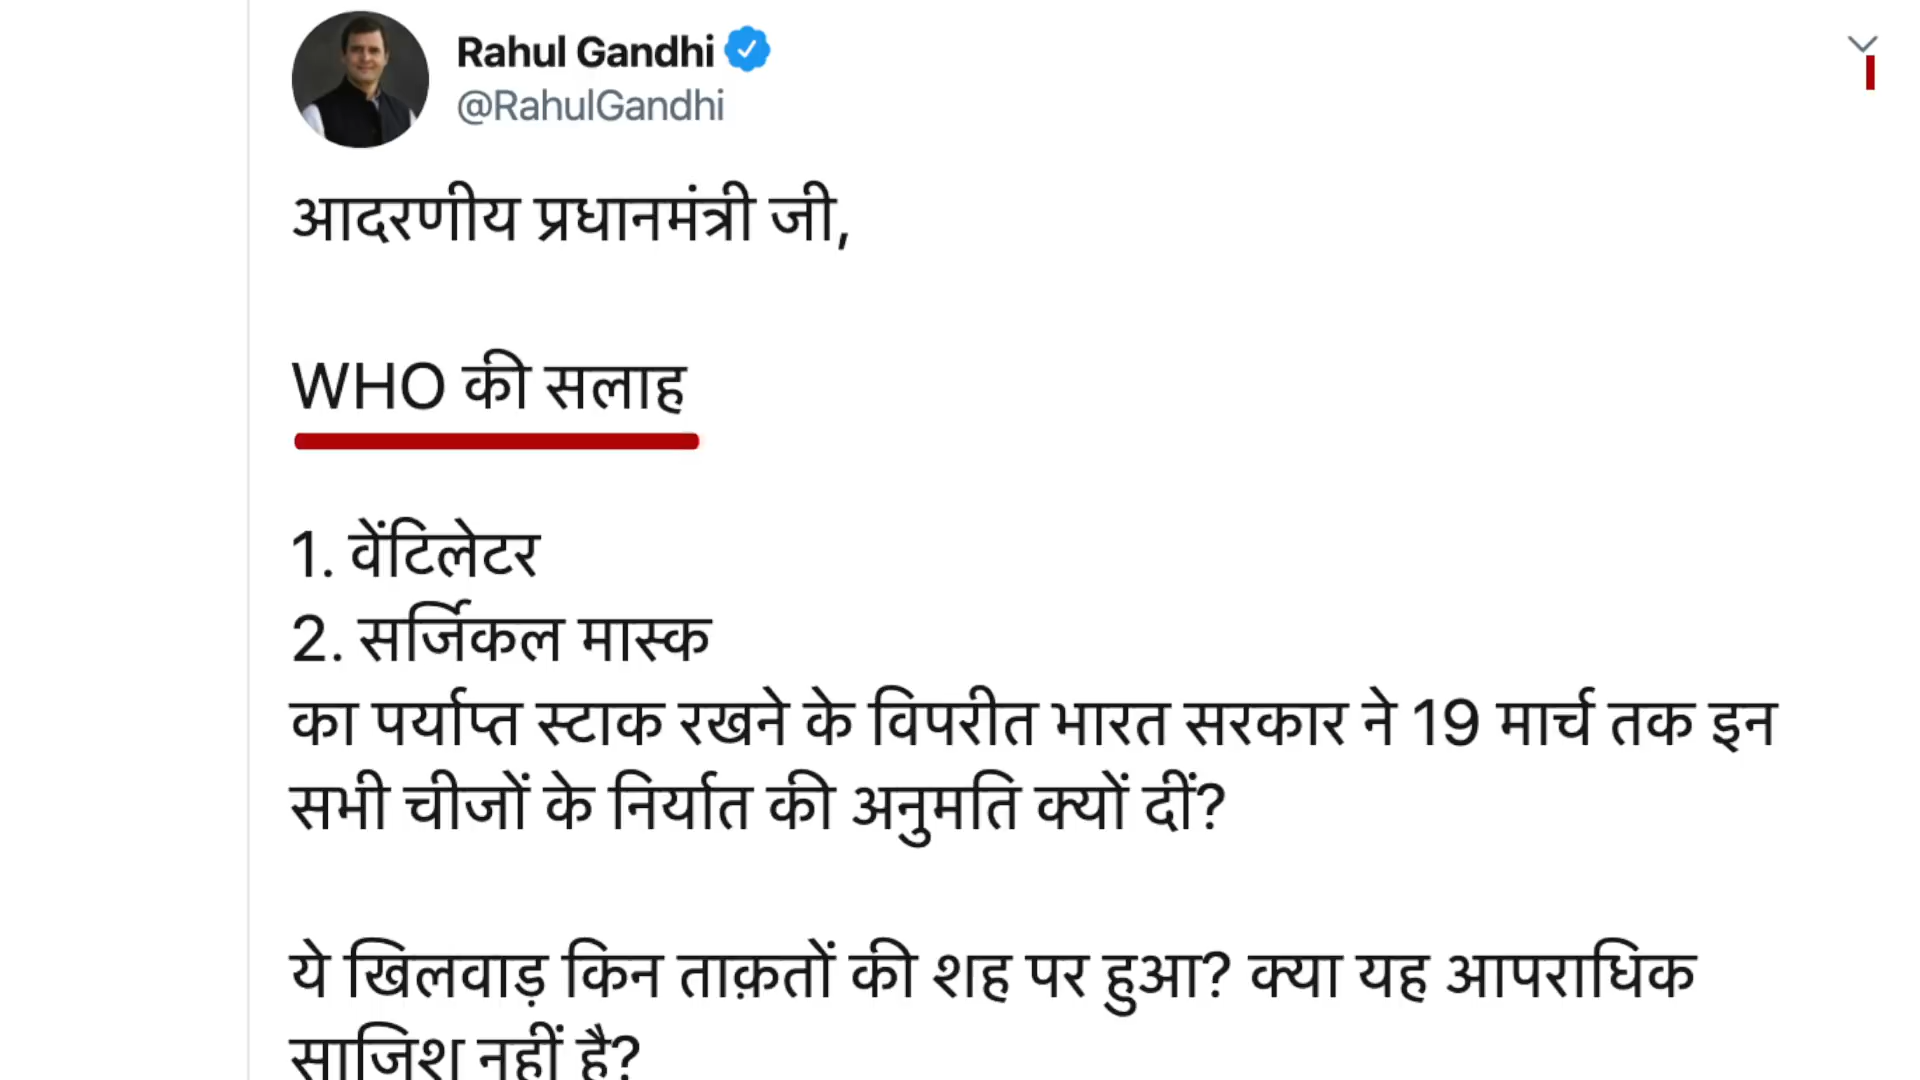 Rahul Gandhi
@RahulGandhi
आदरणीय प्रधानमंत्री जी,
WHO की सलाह
1. वेंटिलेटर
2. सर्जिकल मास्क
का पर्याप्त स्टाक रखने के विपरीत भारत सरकार ने 19 मार्च तक इन
सभी चीजों के निर्यात की अनुमति क्यों दीं?
ये खिलवाड़ किन ताक़तों की शह पर हुआ? क्या यह आपराधिक
साजिश नहीं है?